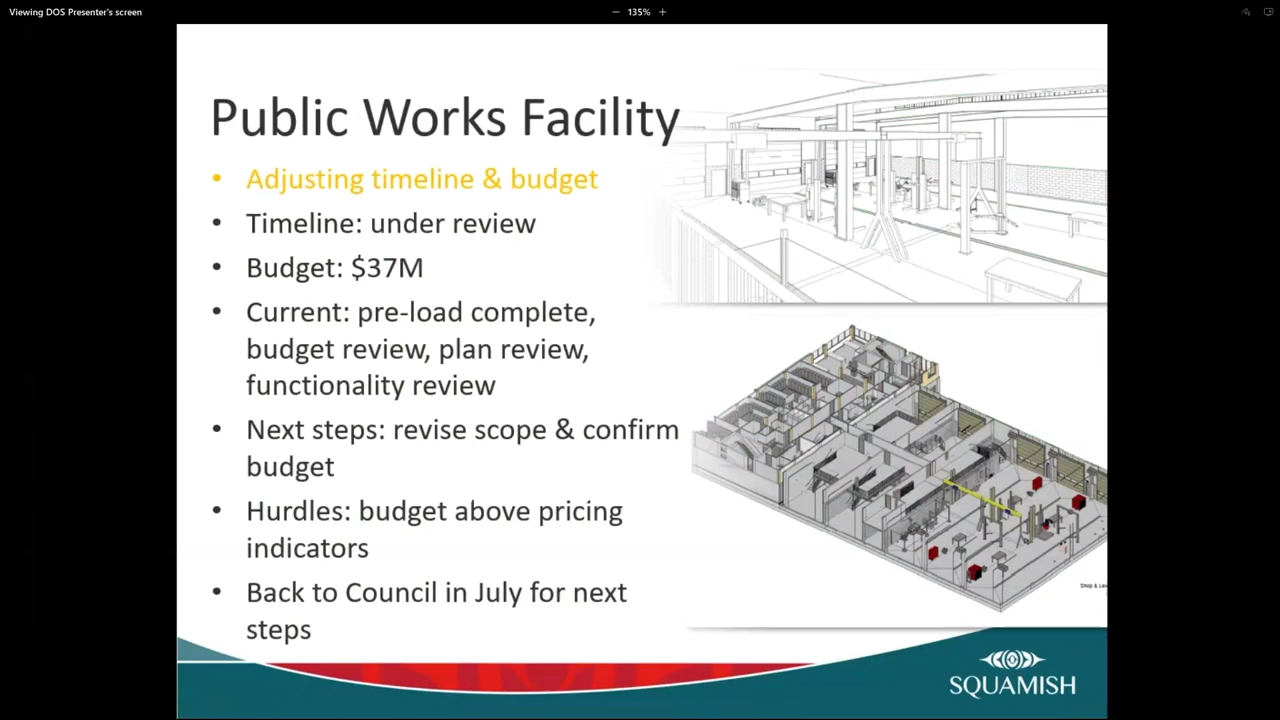 Viewing DOS Presenter's screen
135%
Public Works Facility
• Adjusting timeline & budget
• Timeline: under review
• Budget: $37M
• Current: pre-load complete,
budget review, plan review,
functionality review
• Next steps: revise scope & confirm
budget
• Hurdles: budget above pricing
indicators
• Back to Council in July for next
steps
SQUAMISH